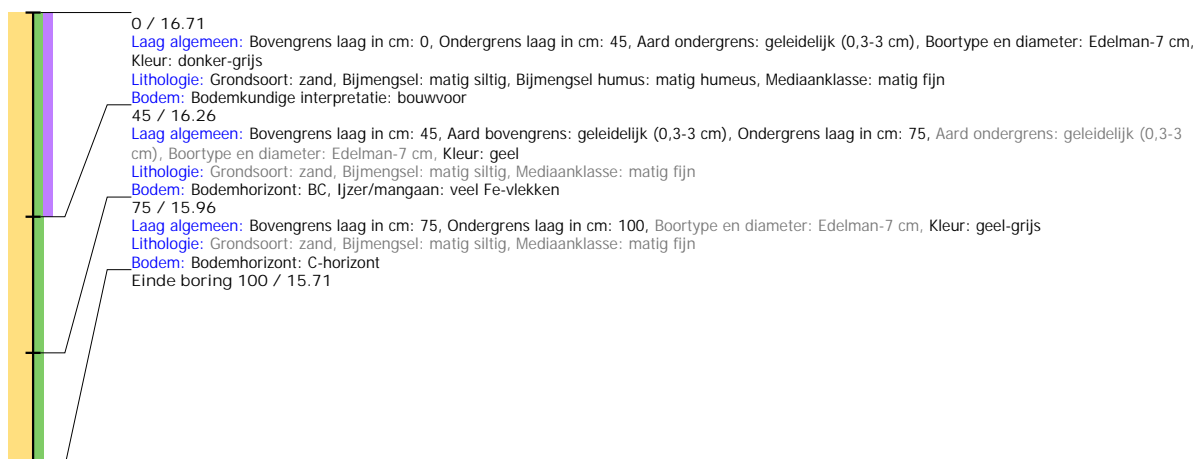 0 / 16.71
Laag algemeen: Bovengrens laag in cm: 0, Ondergrens laag in cm: 45, Aard ondergrens: geleidelijk (0,3-3 cm), Boortype en diameter: Edelman-7 cm,
Kleur: donker-grijs
Lithologie: Grondsoort: zand, Bijmengsel: matig siltig, Bijmengsel humus: matig humeus, Mediaanklasse: matig fijn
Bodem: Bodemkundige interpretatie: bouwvoor
45 / 16.26
Laag algemeen: Bovengrens laag in cm: 45, Aard bovengrens: geleidelijk (0,3-3 cm), Ondergrens laag in cm: 75, Aard ondergrens: geleidelijk (0,3-3
cm), Boortype en diameter: Edelman-7 cm, Kleur: geel
Lithologie: Grondsoort: zand, Bijmengsel: matig siltig, Mediaanklasse: matig fijn
Bodem: Bodemhorizont: BC, Ijzer/mangaan: veel Fe-vlekken
75 / 15.96
Laag algemeen: Bovengrens laag in cm: 75, Ondergrens laag in cm: 100, Boortype en diameter: Edelman-7 cm, Kleur: geel-grijs
Lithologie: Grondsoort: zand, Bijmengsel: matig siltig, Mediaanklasse: matig fijn
Bodem: Bodemhorizont: C-horizont
Einde boring 100 / 15.71